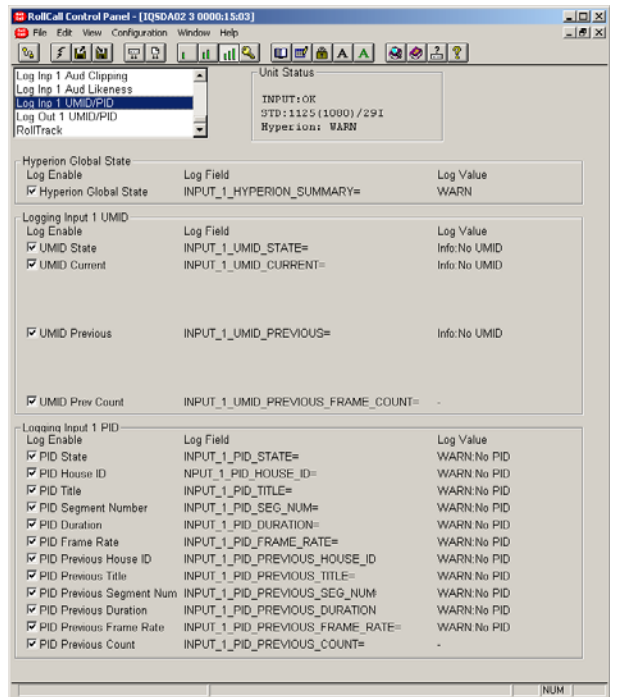 RollCall Control Panel - [IQSDA02 3 0000:15:03]
File Edit View Configuration Window Help
Log Inp 1 Aud Clipping
Log Inp 1 Aud Likeness
Log Inp 1 UMID/PID
Log Out 1 UMID/PID
RollTrack
Unit Status
INPUT:OK
STD:1125(1080)/29I
Hyperion: WARN
Hyperion Global State
Log Enable Log Field Log Value
Hyperion Global State INPUT_1_HYPERION_SUMMARY= WARN
Logging Input 1 UMID
Log Enable Log Field Log Value
UMID State INPUT_1_UMID_STATE= Info:No UMID
UMID Current INPUT_1_UMID_CURRENT= Info:No UMID
UMID Previous INPUT_1_UMID_PREVIOUS= Info:No UMID
UMID Prev Count INPUT_1_UMID_PREVIOUS_FRAME_COUNT= -
Logging Input 1 PID
Log Enable Log Field Log Value
PID State INPUT_1_PID_STATE= WARN:No PID
PID House ID NPUT_1_PID_HOUSE_ID= WARN:No PID
PID Title INPUT_1_PID_TITLE= WARN:No PID
PID Segment Number INPUT_1_PID_SEG_NUM= WARN:No PID
PID Duration INPUT_1_PID_DURATION= WARN:No PID
PID Frame Rate INPUT_1_PID_FRAME_RATE= WARN:No PID
PID Previous House ID INPUT_1_PID_PREVIOUS_HOUSE_ID WARN:No PID
PID Previous Title INPUT_1_PID_PREVIOUS_TITLE= WARN:No PID
PID Previous Segment Num INPUT_1_PID_PREVIOUS_SEG_NUM WARN:No PID
PID Previous Duration INPUT_1_PID_PREVIOUS_DURATION WARN:No PID
PID Previous Frame Rate INPUT_1_PID_PREVIOUS_FRAME_RATE= WARN:No PID
PID Previous Count INPUT_1_PID_PREVIOUS_COUNT= -
NUM